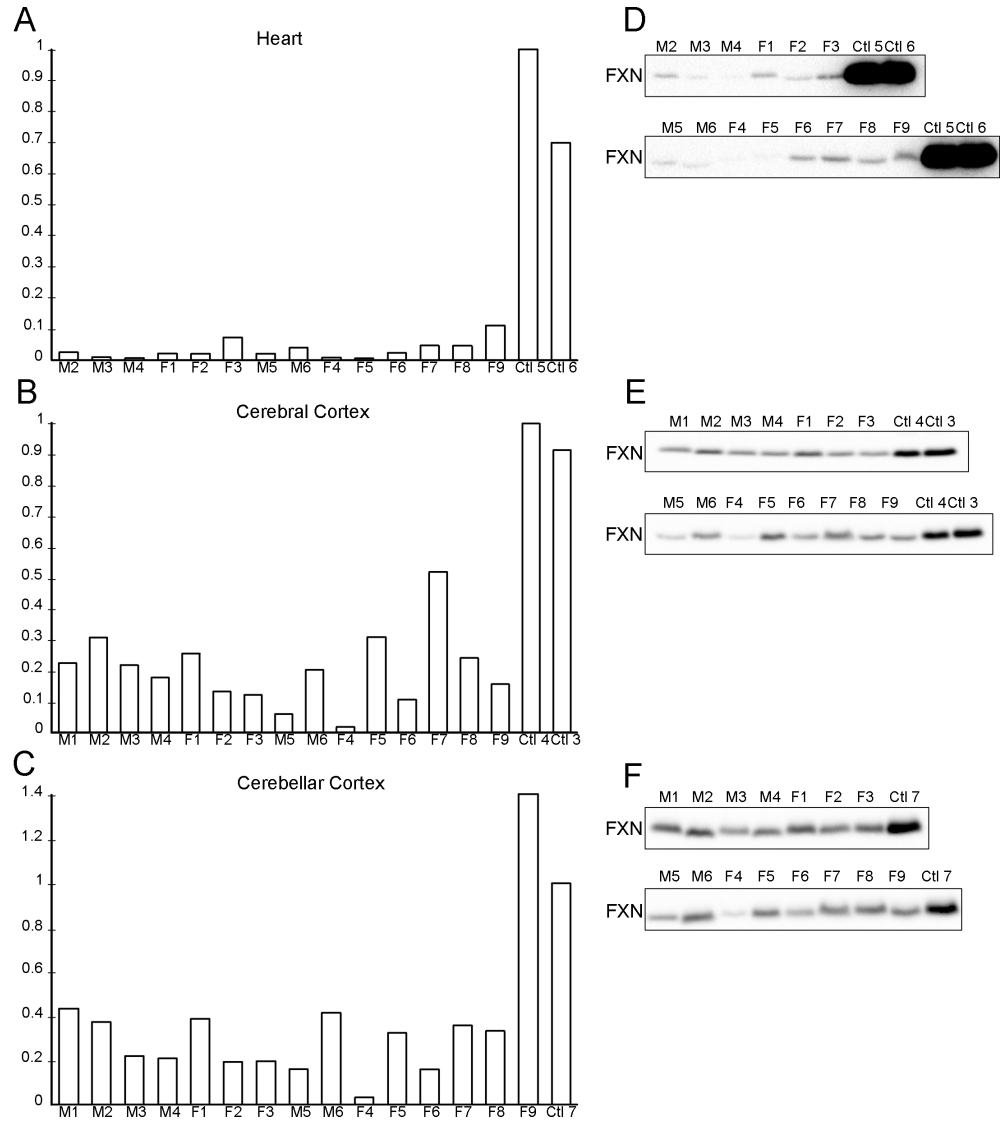 A
Heart
1
0.9
0.8
0.7
0.6
0.5
0.4
0.3
0.2
0.1
0
M2 M3 M4 F1 F2 F3 M5 M6 F4 F5 F6 F7 F8 F9 Ctl 5 Ctl 6
D
M2 M3 M4 F1 F2 F3 Ctl 5 Ctl 6
FXN
M5 M6 F4 F5 F6 F7 F8 F9 Ctl 5 Ctl 6
FXN
B
Cerebral Cortex
1
0.9
0.8
0.7
0.6
0.5
0.4
0.3
0.2
0.1
0
M1 M2 M3 M4 F1 F2 F3 M5 M6 F4 F5 F6 F7 F8 F9 Ctl 4 Ctl 3
E
M1 M2 M3 M4 F1 F2 F3 Ctl 4 Ctl 3
FXN
M5 M6 F4 F5 F6 F7 F8 F9 Ctl 4 Ctl 3
FXN
C
Cerebellar Cortex
1.4
1.2
1
0.8
0.6
0.4
0.2
0
M1 M2 M3 M4 F1 F2 F3 M5 M6 F4 F5 F6 F7 F8 F9 Ctl 7
F
M1 M2 M3 M4 F1 F2 F3 Ctl 7
FXN
M5 M6 F4 F5 F6 F7 F8 F9 Ctl 7
FXN